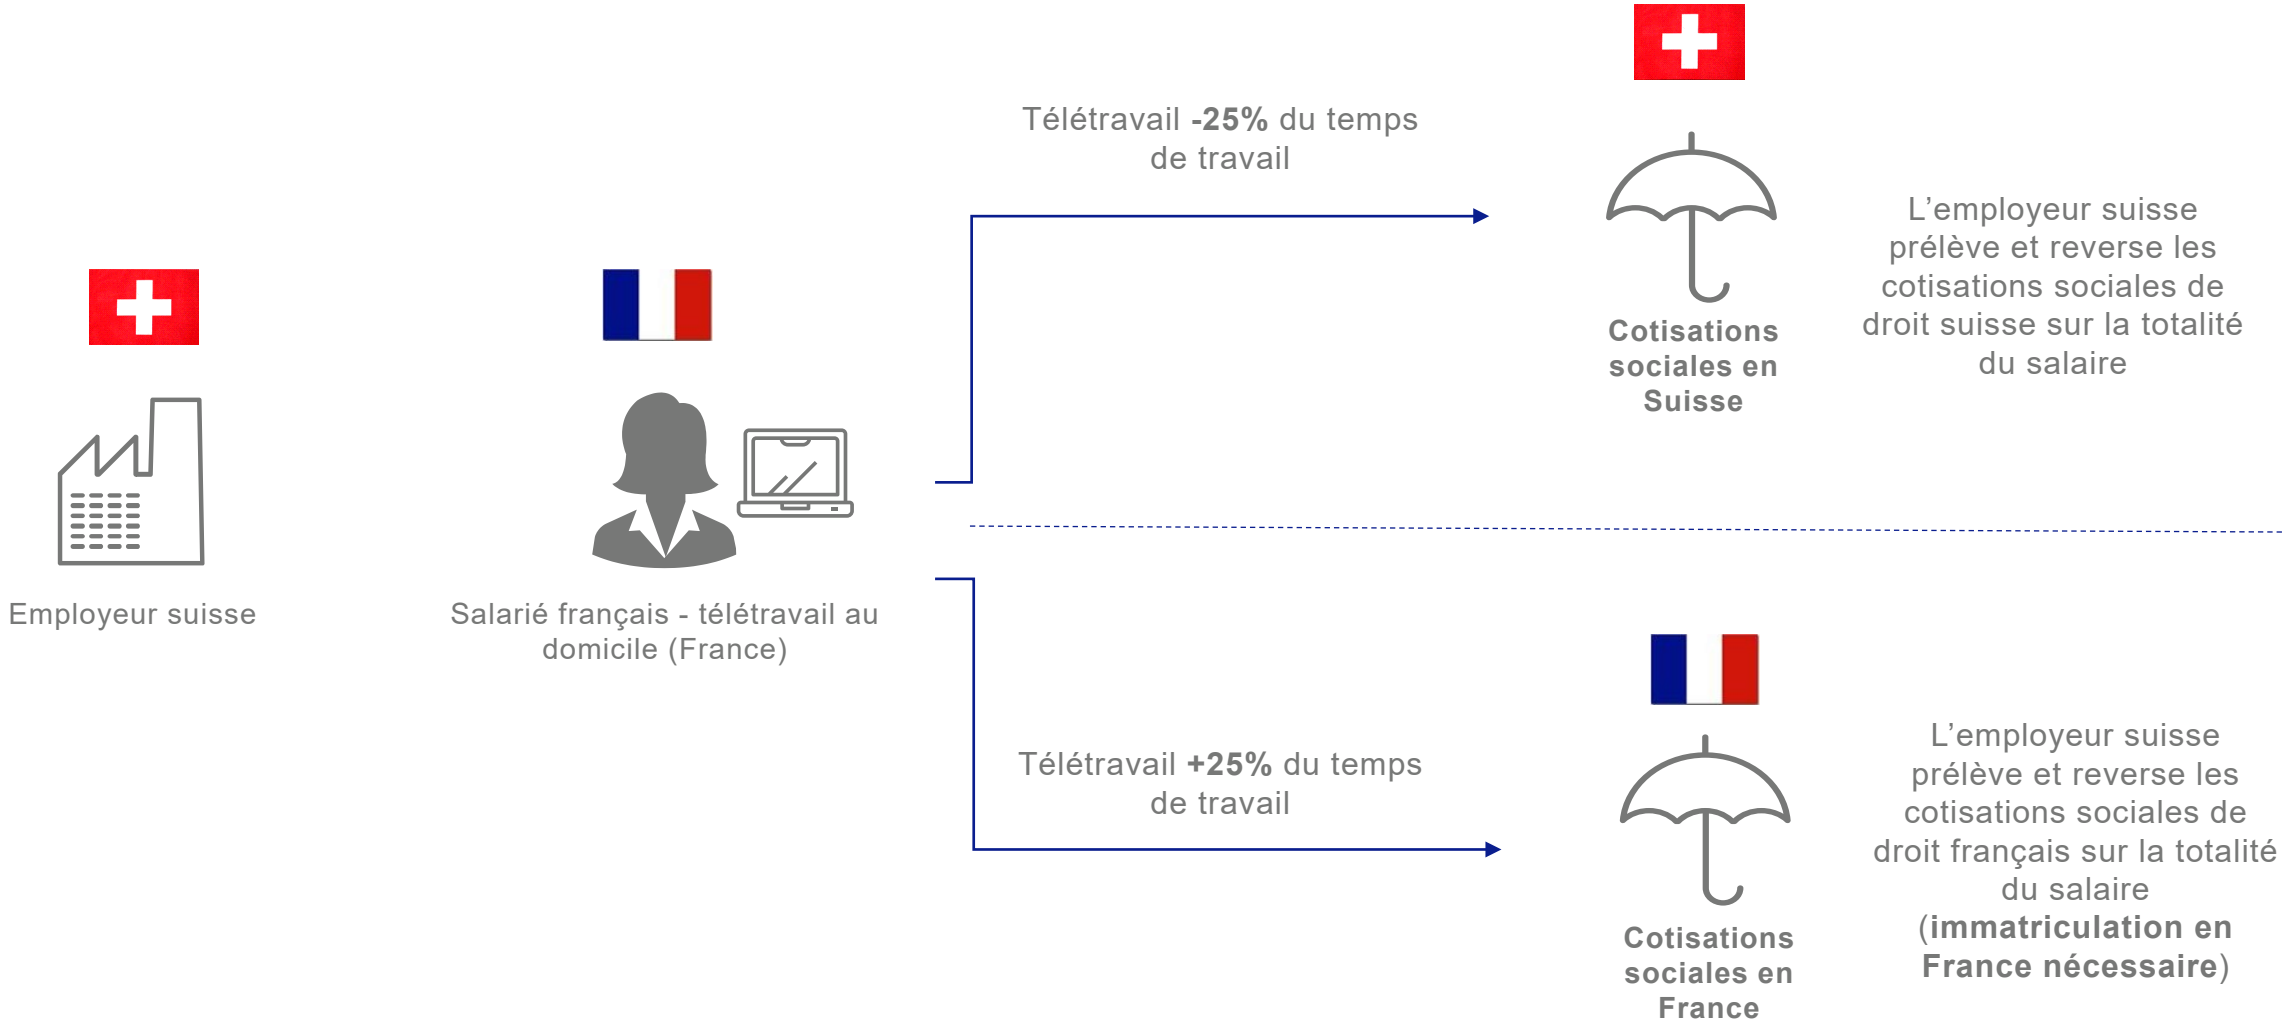 Employeur suisse
Salarié français - télétravail au
domicile (France)
Télétravail -25% du temps
de travail
Cotisations
sociales en
Suisse
L’employeur suisse
prélève et reverse les
cotisations sociales de
droit suisse sur la totalité
du salaire
Télétravail +25% du temps
de travail
Cotisations
sociales en
France
L’employeur suisse
prélève et reverse les
cotisations sociales de
droit français sur la totalité
du salaire
(immatriculation en
France nécessaire)